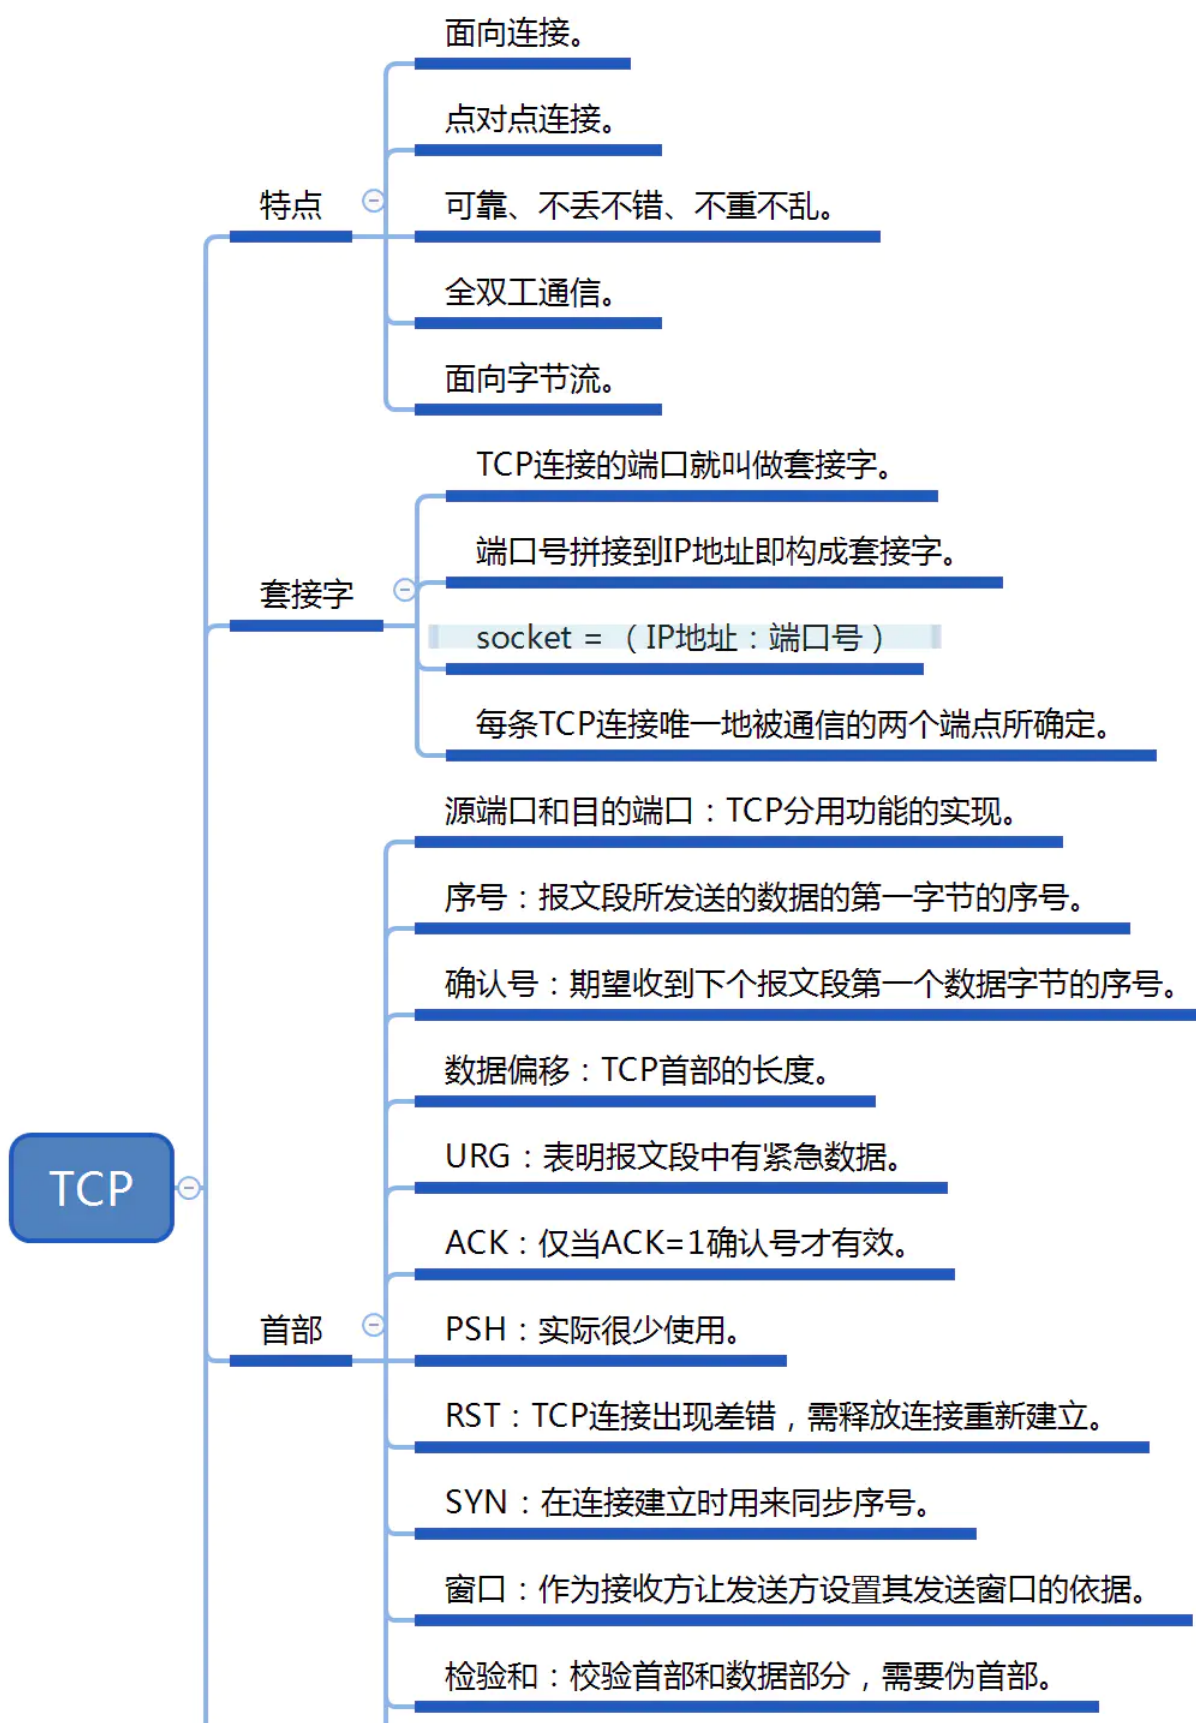 面向连接。
点对点连接。
特点
可靠、不丢不错、不重不乱。
全双工通信。
面向字节流。
TCP连接的端口就叫做套接字。
端口号拼接到IP地址即构成套接字。
套接字
socket = （IP地址：端口号）
每条TCP连接唯一地被通信的两个端点所确定。
源端口和目的端口：TCP分用功能的实现。
序号：报文段所发送的数据的第一字节的序号。
确认号：期望收到下个报文段第一个数据字节的序号。
数据偏移：TCP首部的长度。
URG：表明报文段中有紧急数据。
TCP
ACK：仅当ACK=1确认号才有效。
首部
PSH：实际很少使用。
RST：TCP连接出现差错，需释放连接重新建立。
SYN：在连接建立时用来同步序号。
窗口：作为接收方让发送方设置其发送窗口的依据。
检验和：校验首部和数据部分，需要伪首部。